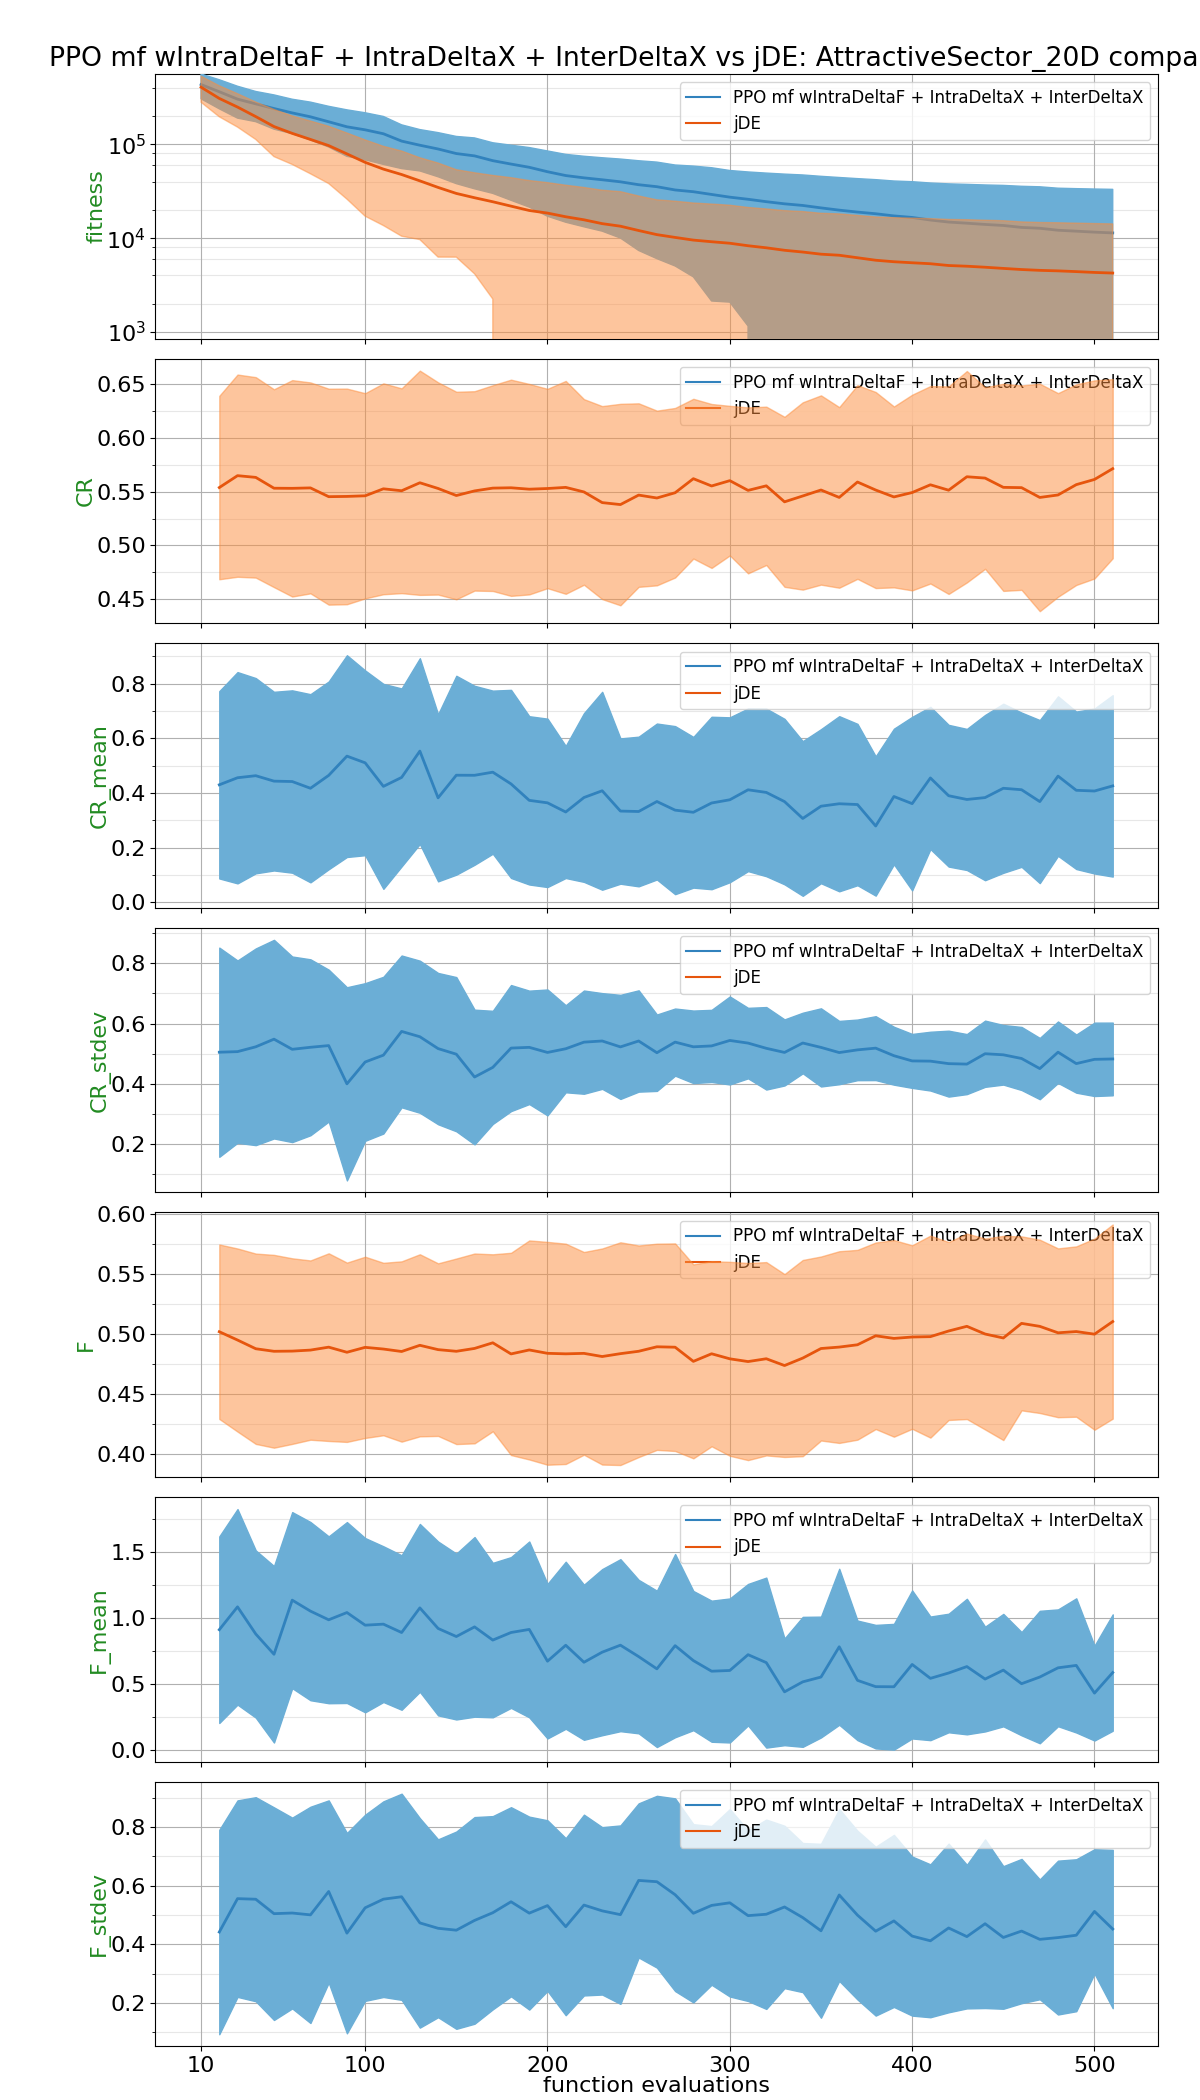 PPO mf wIntraDeltaF + IntraDeltaX + InterDeltaX vs jDE: AttractiveSector_20D compa
PPO mf wIntraDeltaF + IntraDeltaX + InterDeltaX
jDE
10^5
10^4
10^3
fitness
PPO mf wIntraDeltaF + IntraDeltaX + InterDeltaX
jDE
0.65
0.60
0.55
0.50
0.45
CR
PPO mf wIntraDeltaF + IntraDeltaX + InterDeltaX
jDE
0.8
0.6
0.4
0.2
0.0
CR_mean
PPO mf wIntraDeltaF + IntraDeltaX + InterDeltaX
jDE
0.8
0.6
0.4
0.2
CR_stdev
PPO mf wIntraDeltaF + IntraDeltaX + InterDeltaX
jDE
0.60
0.55
0.50
0.45
0.40
F
PPO mf wIntraDeltaF + IntraDeltaX + InterDeltaX
jDE
1.5
1.0
0.5
0.0
F_mean
PPO mf wIntraDeltaF + IntraDeltaX + InterDeltaX
jDE
0.8
0.6
0.4
0.2
F_stdev
10 100 200 300 400 500
function evaluations